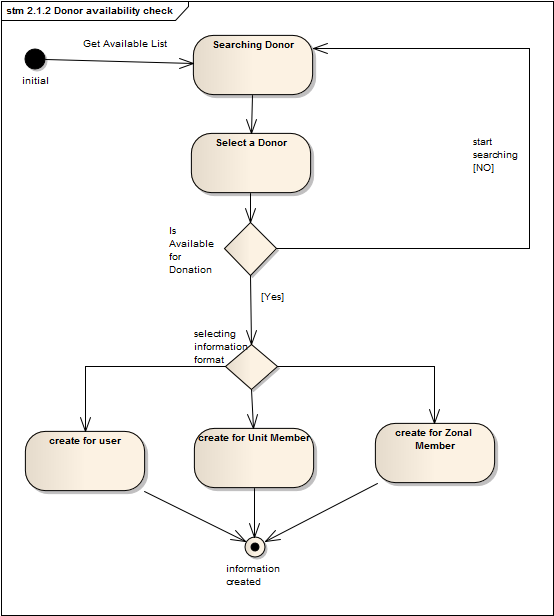 stm 2.1.2 Donor availability check
Get Available List
initial
Searching Donor
Select a Donor
start
searching
[NO]
Is
Available
for
Donation
[Yes]
selecting
information
format
create for user
create for Unit Member
create for Zonal
Member
information
created